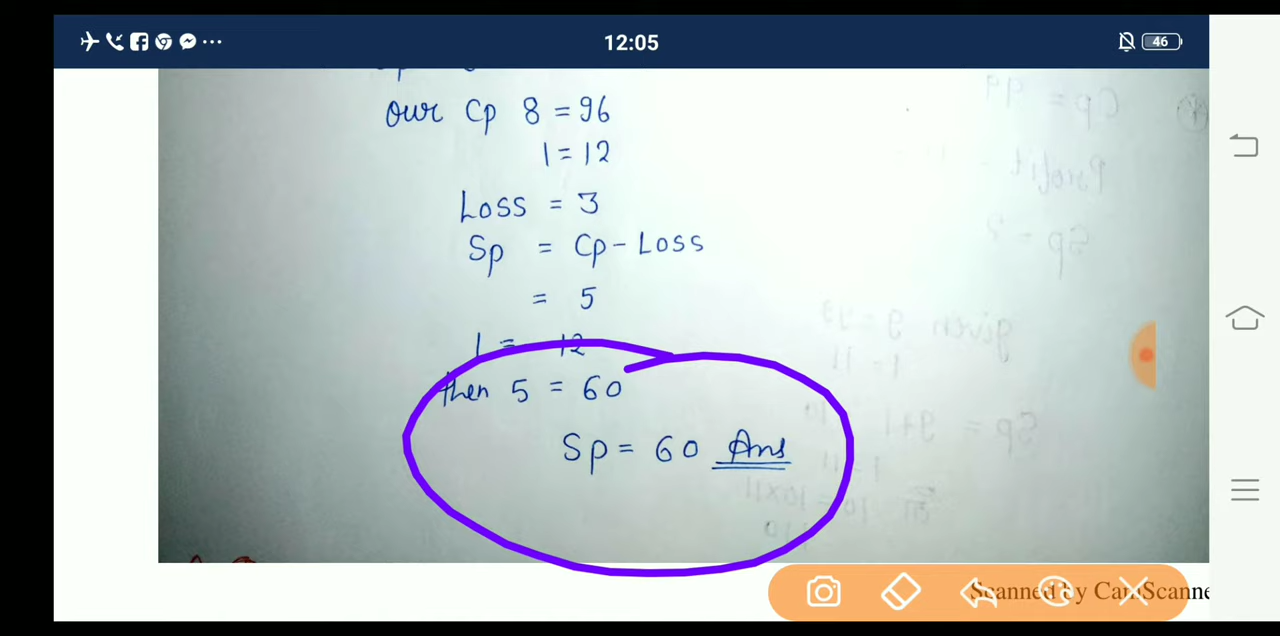 12:05
46
our Cp 8 = 96
1 = 12
Loss = 3
Sp = Cp - Loss
= 5
1 = 12
then 5 = 60
Sp = 60 Ans
Scanned by CamScanne